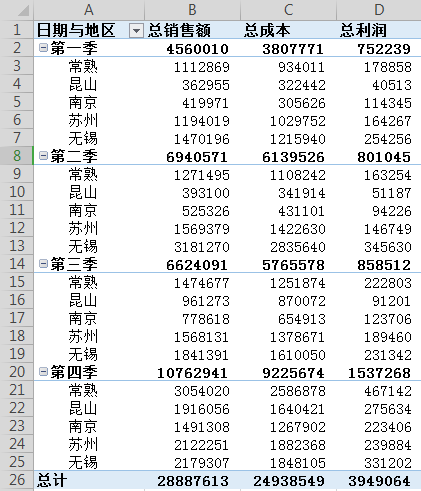 A B C D
1 日期与地区 总销售额 总成本 总利润
2 第一季 4560010 3807771 752239
3 常熟 1112869 934011 178858
4 昆山 362955 322442 40513
5 南京 419971 305626 114345
6 苏州 1194019 1029752 164267
7 无锡 1470196 1215940 254256
8 第二季 6940571 6139526 801045
9 常熟 1271495 1108242 163254
10 昆山 393100 341914 51187
11 南京 525326 431101 94226
12 苏州 1569379 1422630 146749
13 无锡 3181270 2835640 345630
14 第三季 6624091 5765578 858512
15 常熟 1474677 1251874 222803
16 昆山 961273 870072 91201
17 南京 778618 654913 123706
18 苏州 1568131 1378671 189460
19 无锡 1841391 1610050 231342
20 第四季 10762941 9225674 1537268
21 常熟 3054020 2586878 467142
22 昆山 1916056 1640421 275634
23 南京 1491308 1267902 223406
24 苏州 2122251 1882368 239884
25 无锡 2179307 1848105 331202
26 总计 28887613 24938549 3949064